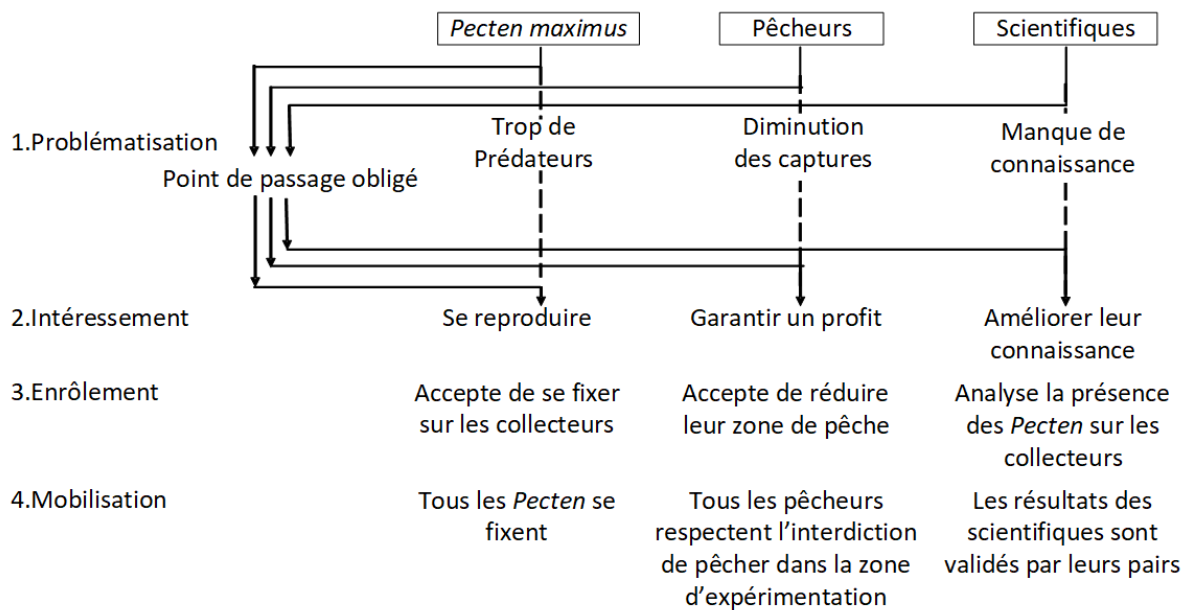 Pecten maximus
Pêcheurs
Scientifiques
1.Problématisation
Trop de
Prédateurs
Diminution
des captures
Manque de
connaissance
Point de passage obligé
2.Intéressement
Se reproduire
Garantir un profit
Améliorer leur
connaissance
3.Enrôlement
Accepte de se fixer
sur les collecteurs
Accepte de réduire
leur zone de pêche
Analyse la présence
des Pecten sur les
collecteurs
4.Mobilisation
Tous les Pecten se
fixent
Tous les pêcheurs
respectent l’interdiction
de pêcher dans la zone
d’expérimentation
Les résultats des
scientifiques sont
validés par leurs pairs